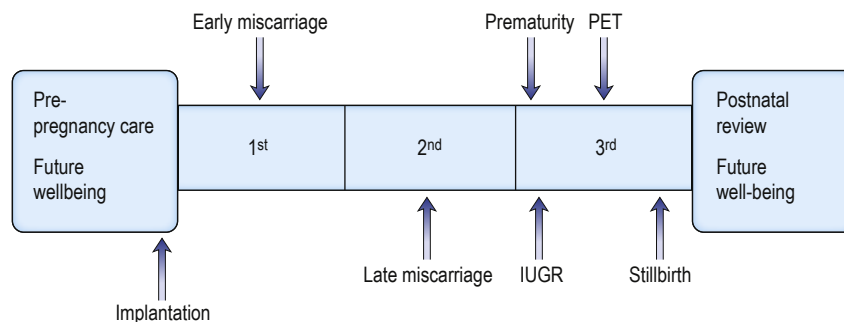 Early miscarriage
Prematurity
PET
Pre-
pregnancy care
Future
wellbeing
1st
2nd
3rd
Postnatal
review
Future
well-being
Late miscarriage
IUGR
Stillbirth
Implantation